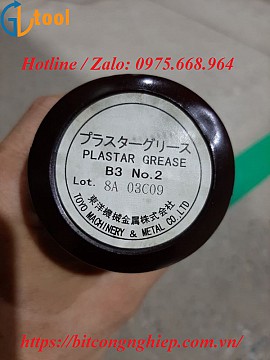 GL tool
Hotline / Zalo: 0975.668.964
プラスターグリース
PLASTAR GREASE
B3 No.2
Lot. 8A 03C09
東洋機械金属株式会社
TOYO MACHINERY & METAL CO.,LTD
https://bitcongnghiep.com.vn/